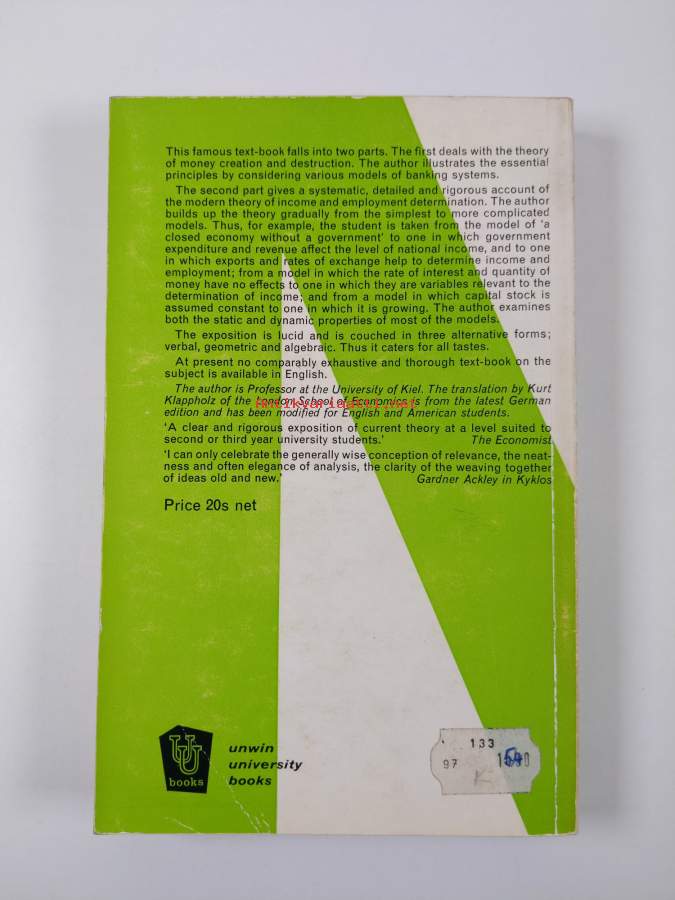 This famous text-book falls into two parts. The first deals with the theory
of money creation and destruction. The author illustrates the essential
principles by considering various models of banking systems.
The second part gives a systematic, detailed and rigorous account of
the modern theory of income and employment determination. The author
builds up the theory gradually from the simplest to more complicated
models. Thus, for example, the student is taken from the model of ‘a
closed economy without a government’ to one in which government
expenditure and revenue affect the level of national income, and to one
in which exports and rates of exchange help to determine income and
employment; from a model in which the rate of interest and quantity of
money have no effects to one in which they are variables relevant to the
determination of income; and from a model in which capital stock is
assumed constant to one in which it is growing. The author examines
both the static and dynamic properties of most of the models.
The exposition is lucid and is couched in three alternative forms;
verbal, geometric and algebraic. Thus it caters for all tastes.
At present no comparably exhaustive and thorough text-book on the
subject is available in English.
The author is Professor at the University of Kiel. The translation by Kurt
Klappholz of the London School of Economics is from the latest German
edition and has been modified for English and American students.
‘A clear and rigorous exposition of current theory at a level suited to
second or third year university students.’ The Economist
‘I can only celebrate the generally wise conception of relevance, the neat-
ness and often elegance of analysis, the clarity of the weaving together
of ideas old and new.’ Gardner Ackley in Kyklos
Price 20s net
UU
books
unwin
university
books
133
97